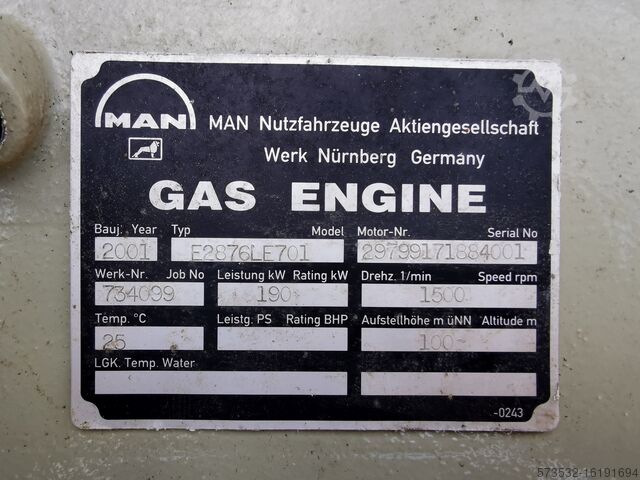 MAN
MAN Nutzfahrzeuge Aktiengesellschaft
Werk Nürnberg Germany
GAS ENGINE
Bauj. Year Typ Model Motor-Nr. Serial No
2001 E2876LE701 29799171884001
Werk-Nr. Job No Leistung kW Rating kW Drehz. 1/min Speed rpm
734099 190 1500
Temp. °C Leistg. PS Rating BHP Aufstellhöhe m üNN Altitude m
25 100
LGK. Temp. Water
-0243
573532-15191694